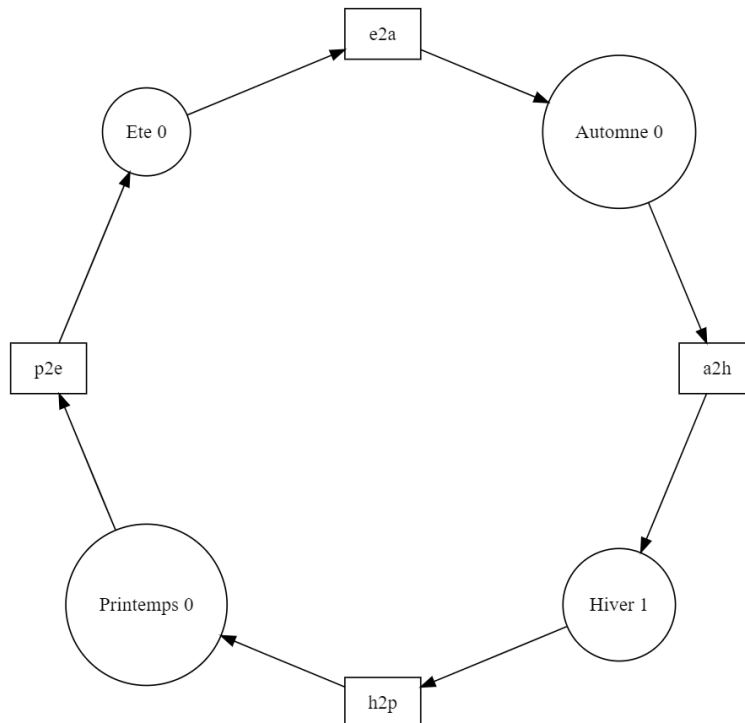 e2a
Ete 0
Automne 0
p2e
a2h
Printemps 0
Hiver 1
h2p